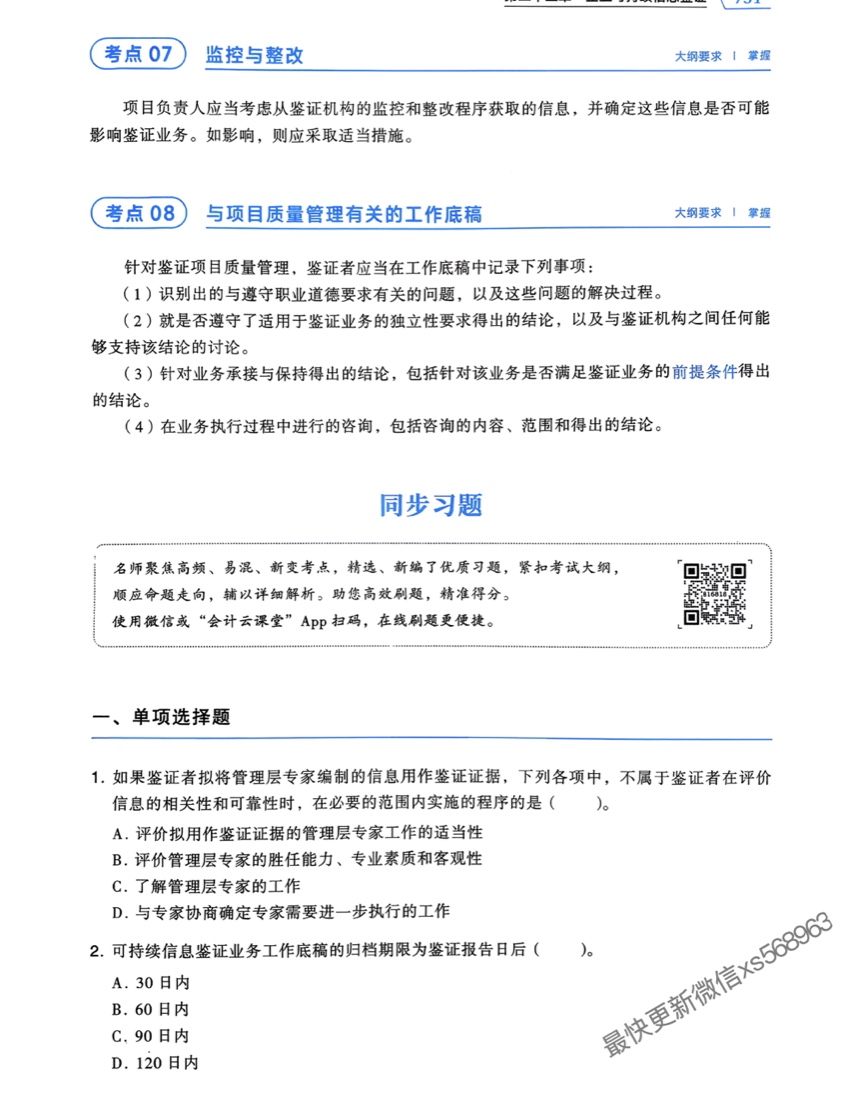 考点 07 监控与整改 大纲要求 | 掌握
项目负责人应当考虑从鉴证机构的监控和整改程序获取的信息，并确定这些信息是否可能
影响鉴证业务。如影响，则应采取适当措施。
考点 08 与项目质量管理有关的工作底稿 大纲要求 | 掌握
针对鉴证项目质量管理，鉴证者应当在工作底稿中记录下列事项：
（1）识别出的与遵守职业道德要求有关的问题，以及这些问题的解决过程。
（2）就是否遵守了适用于鉴证业务的独立性要求得出的结论，以及与鉴证机构之间任何能
够支持该结论的讨论。
（3）针对业务承接与保持得出的结论，包括针对该业务是否满足鉴证业务的前提条件得出
的结论。
（4）在业务执行过程中进行的咨询，包括咨询的内容、范围和得出的结论。
同步习题
名师聚焦高频、易混、新变考点，精选、新编了优质习题，紧扣考试大纲，
顺应命题走向，辅以详细解析。助您高效刷题，精准得分。
使用微信或“会计云课堂”App 扫码，在线刷题更便捷。
一、单项选择题
1. 如果鉴证者拟将管理层专家编制的信息用作鉴证证据，下列各项中，不属于鉴证者在评价
信息的相关性和可靠性时，在必要的范围内实施的程序的是（　　）。
A. 评价拟用作鉴证证据的管理层专家工作的适当性
B. 评价管理层专家的胜任能力、专业素质和客观性
C. 了解管理层专家的工作
D. 与专家协商确定专家需要进一步执行的工作
2. 可持续信息鉴证业务工作底稿的归档期限为鉴证报告日后（　　）。
A. 30 日内
B. 60 日内
C. 90 日内
D. 120 日内
最快更新微信xs568963